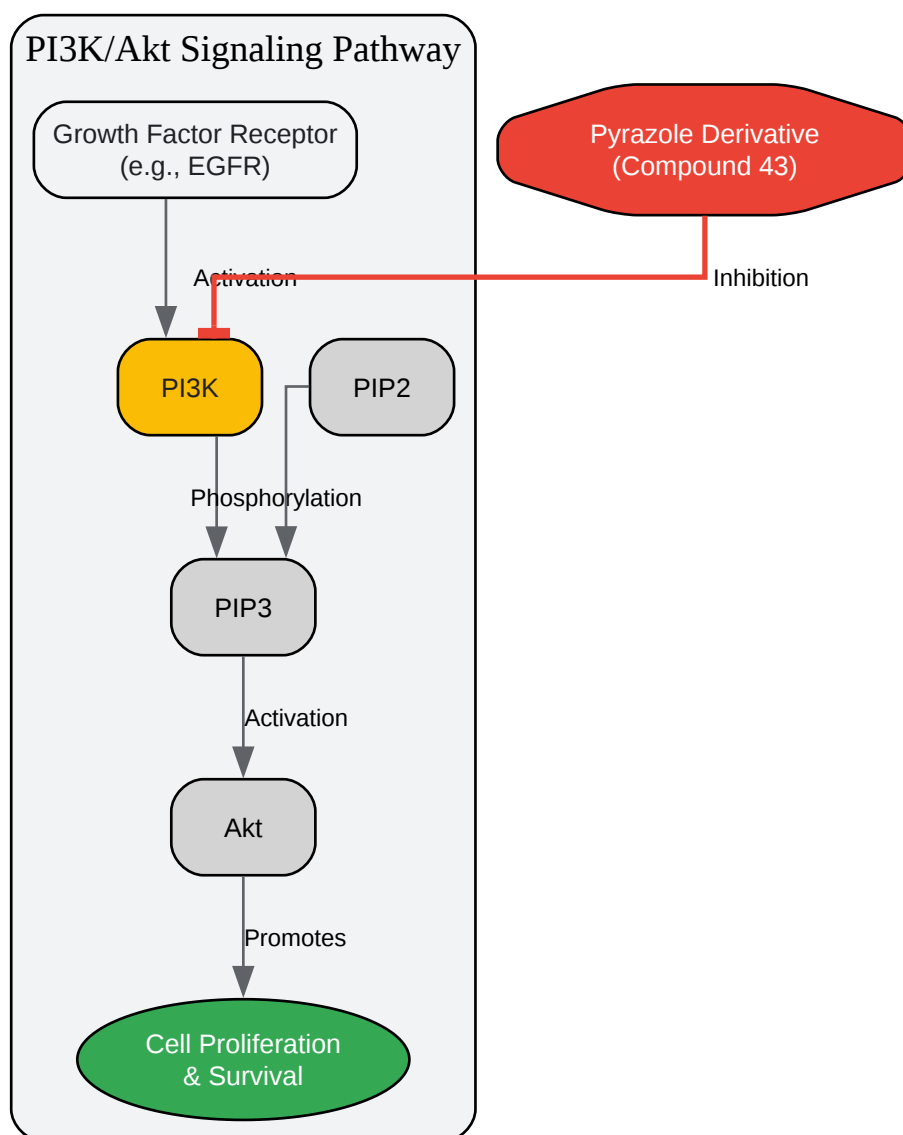 PI3K/Akt Signaling Pathway
Growth Factor Receptor
(e.g., EGFR)
Pyrazole Derivative
(Compound 43)
Activation
Inhibition
PI3K
PIP2
Phosphorylation
PIP3
Activation
Akt
Promotes
Cell Proliferation
& Survival